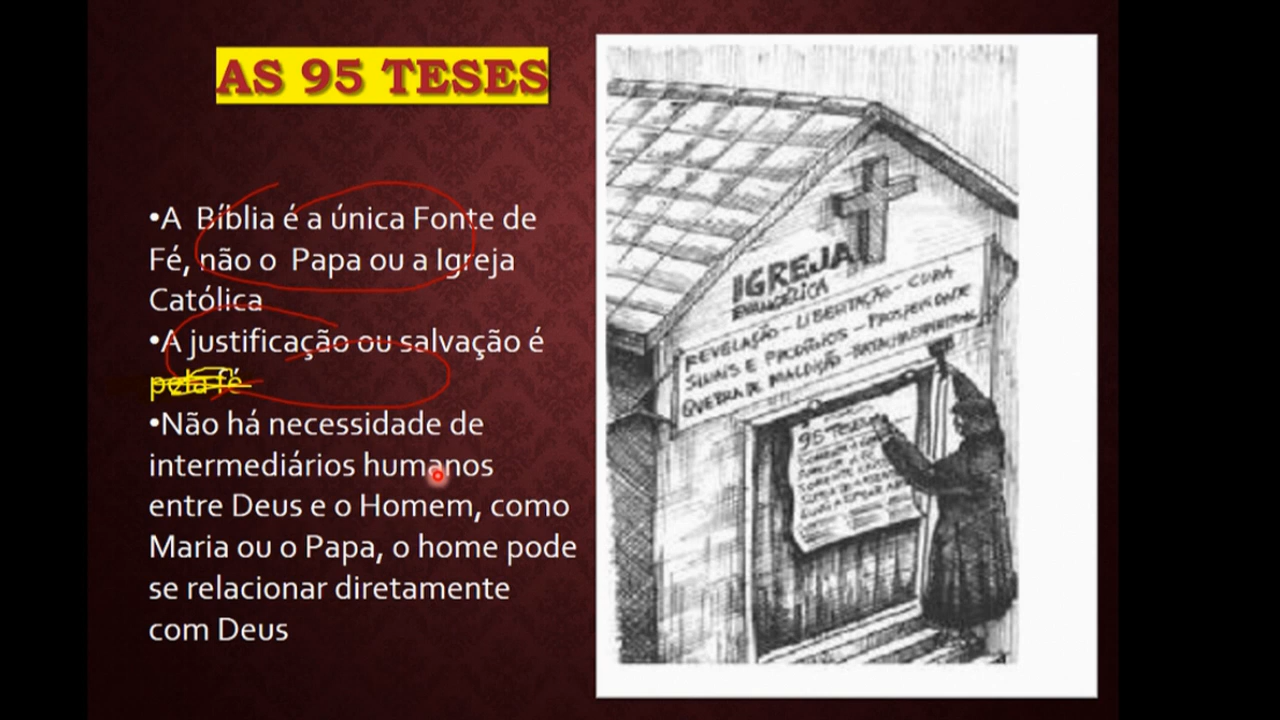 AS 95 TESES
•A Bíblia é a única Fonte de
Fé, não o Papa ou a Igreja
Católica
•A justificação ou salvação é
pela fé
•Não há necessidade de
intermediários humanos
entre Deus e o Homem, como
Maria ou o Papa, o home pode
se relacionar diretamente
com Deus
IGREJA
EVANGÉLICA
REVELAÇÃO - LIBERTAÇÃO - CURA
SINAIS E PRODÍGIOS - PROSPERIDADE
QUEBRA DE MALDIÇÃO - BATALHA ESPIRITUAL
95 TESES